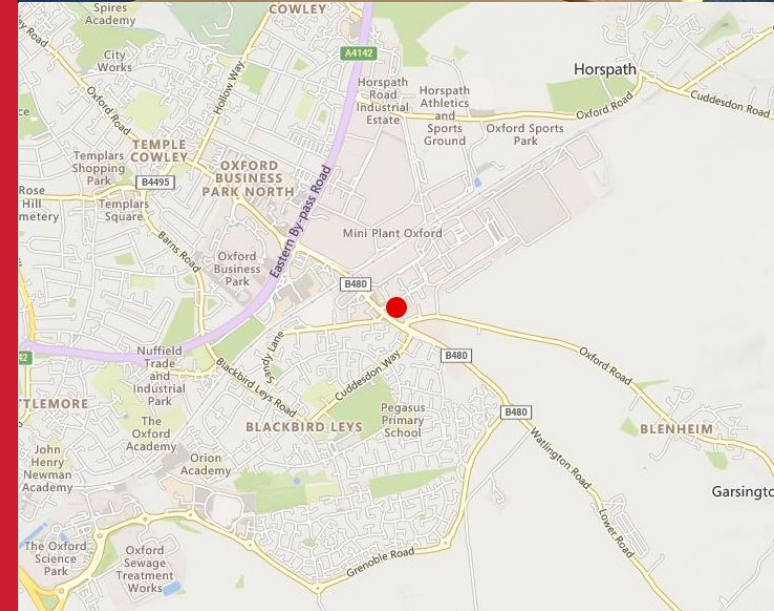 Spires
Academy
COWLEY
ey Road
City
Works
A4142
Hollow Way
Oxford Road
Horspath
Road
Industrial
Estate
Horspath
Athletics
and
Sports
Ground
Horspath
Oxford Road
Cuddesdon Road
Oxford Sports
Park
TEMPLE
COWLEY
Templars
Shopping
Park
OXFORD
BUSINESS
PARK NORTH
B4495
Rose
Hill
metery
Templars
Square
Barns Road
Eastern By-pass Road
Mini Plant Oxford
Oxford
Business
Park
B480
Sandy Lane
Nuffield
Trade
and
Industrial
Park
Blackbird Leys Road
Cuddesdon Way
B480
Oxford Road
TTLEMORE
The
Oxford
Academy
BLACKBIRD LEYS
Pegasus
Primary
School
B480
BLENHEIM
Watlington Road
John
Henry
Newman
Academy
Orion
Academy
Garsingto
Lower Road
Grenoble Road
The Oxford
Science
Park
Oxford
Sewage
Treatment
Works